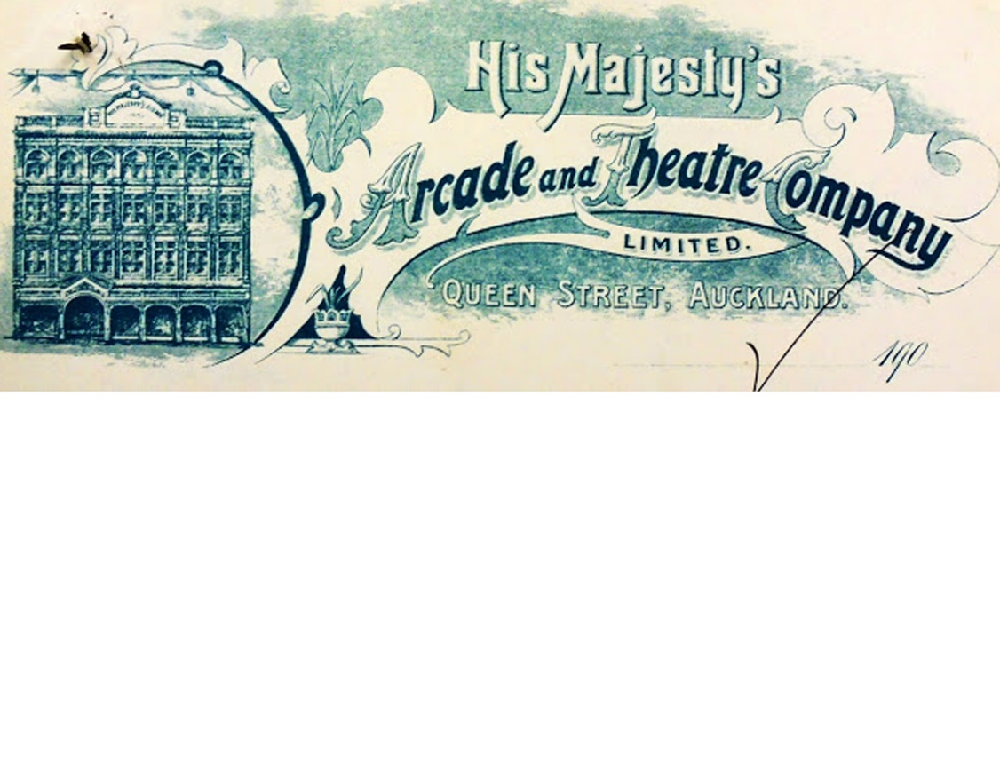 His Majesty's
Arcade and Theatre Company
LIMITED.
QUEEN STREET, AUCKLAND.
190